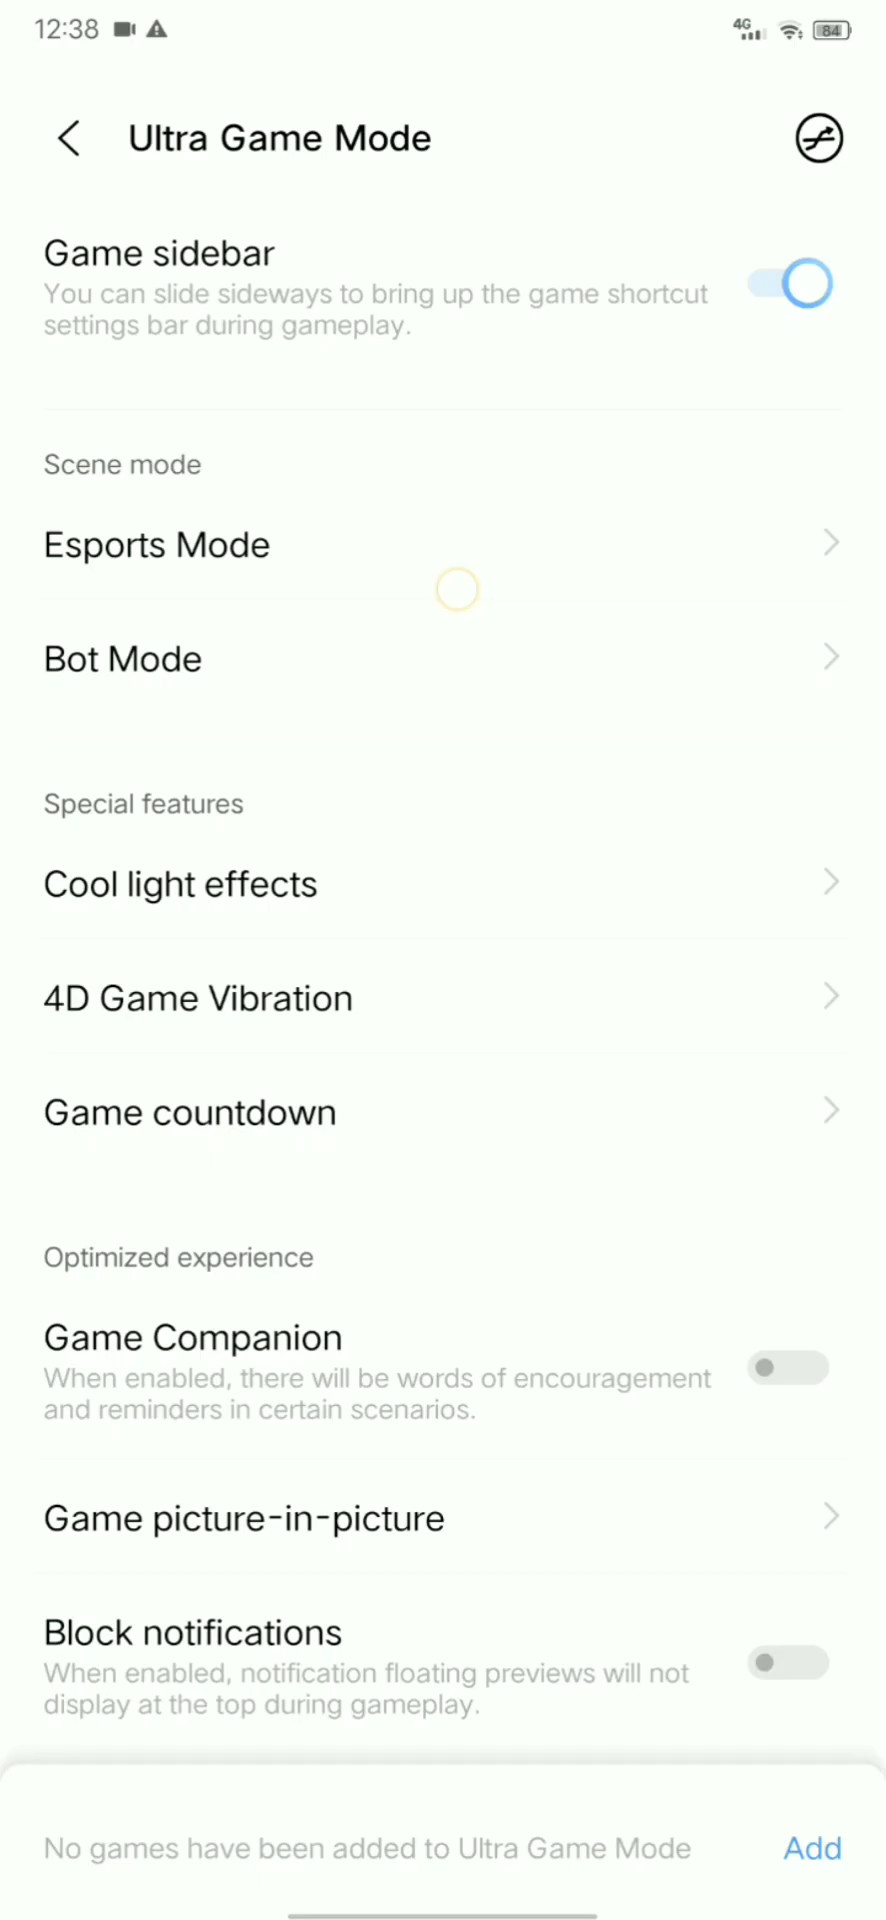 12:38
4G
84
Ultra Game Mode
Game sidebar
You can slide sideways to bring up the game shortcut
settings bar during gameplay.
Scene mode
Esports Mode
Bot Mode
Special features
Cool light effects
4D Game Vibration
Game countdown
Optimized experience
Game Companion
When enabled, there will be words of encouragement
and reminders in certain scenarios.
Game picture-in-picture
Block notifications
When enabled, notification floating previews will not
display at the top during gameplay.
No games have been added to Ultra Game Mode
Add